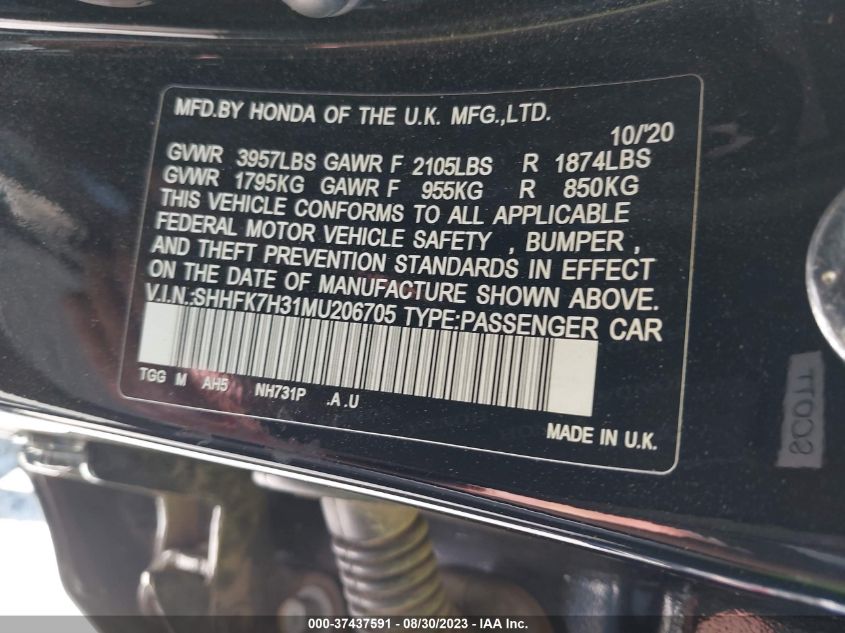 MFD.BY HONDA OF THE U.K. MFG.,LTD.
10/'20
GVWR 3957LBS GAWR F 2105LBS R 1874LBS
GVWR 1795KG GAWR F 955KG R 850KG
THIS VEHICLE CONFORMS TO ALL APPLICABLE
FEDERAL MOTOR VEHICLE SAFETY , BUMPER ,
AND THEFT PREVENTION STANDARDS IN EFFECT
ON THE DATE OF MANUFACTURE SHOWN ABOVE.
V.I.N.:SHHFK7H31MU206705 TYPE:PASSENGER CAR
TGG M AH5 NH731P .A .U
MADE IN U.K.
SCOTT
000-37437591 - 08/30/2023 - IAA Inc.